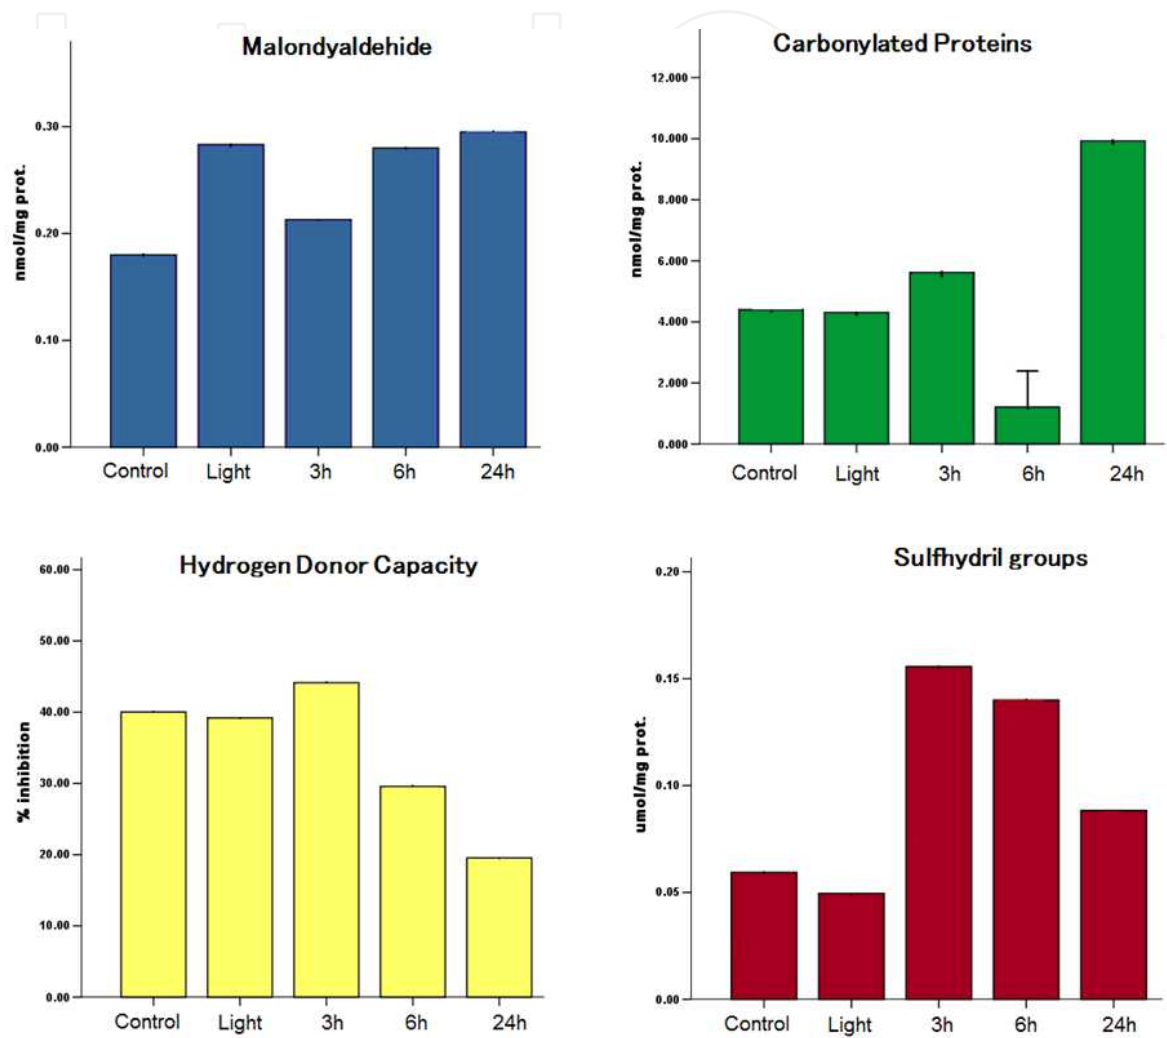 Malondyaldehide
nmol/mg prot.
0.30
0.20
0.10
0.00
Control Light 3h 6h 24h
Carbonylated Proteins
nmol/mg prot.
12.000
10.000
8.000
6.000
4.000
2.000
0.000
Control Light 3h 6h 24h
Hydrogen Donor Capacity
% inhibition
60.00
50.00
40.00
30.00
20.00
10.00
0.00
Control Light 3h 6h 24h
Sulfhydril groups
umol/mg prot.
0.20
0.15
0.10
0.05
0.00
Control Light 3h 6h 24h